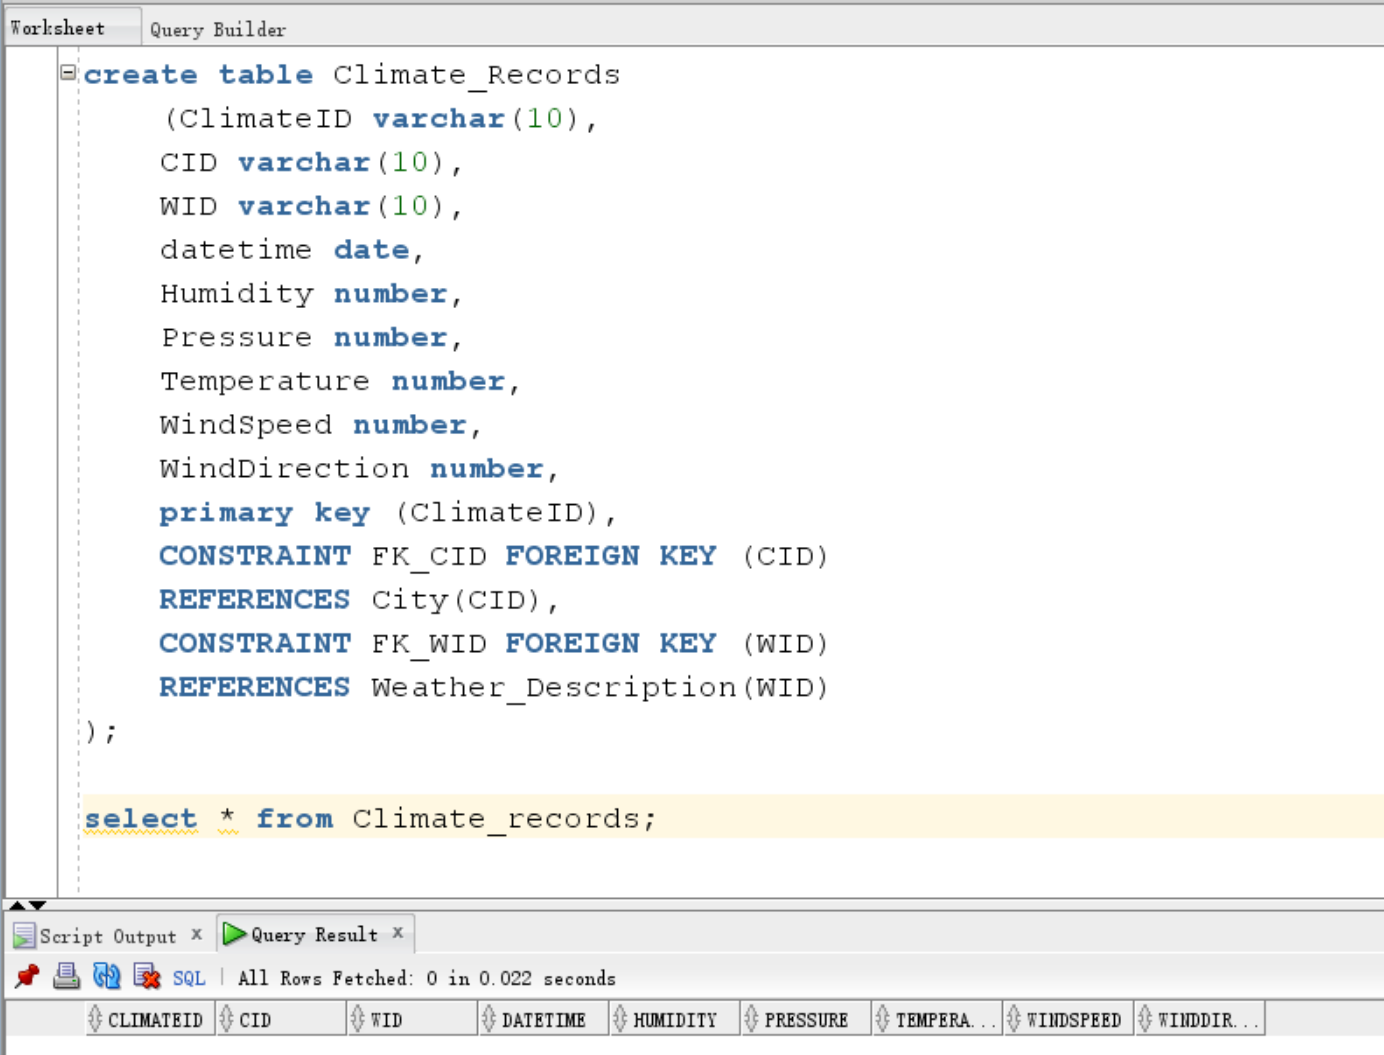 Worksheet Query Builder
create table Climate_Records
(ClimateID varchar(10),
CID varchar(10),
WID varchar(10),
datetime date,
Humidity number,
Pressure number,
Temperature number,
WindSpeed number,
WindDirection number,
primary key (ClimateID),
CONSTRAINT FK_CID FOREIGN KEY (CID)
REFERENCES City(CID),
CONSTRAINT FK_WID FOREIGN KEY (WID)
REFERENCES Weather_Description(WID)
);
select * from Climate_records;
Script Output x Query Result x
SQL | All Rows Fetched: 0 in 0.022 seconds
CLIMATEID CID WID DATETIME HUMIDITY PRESSURE TEMPERA... WINDSPEED WINDDIR...